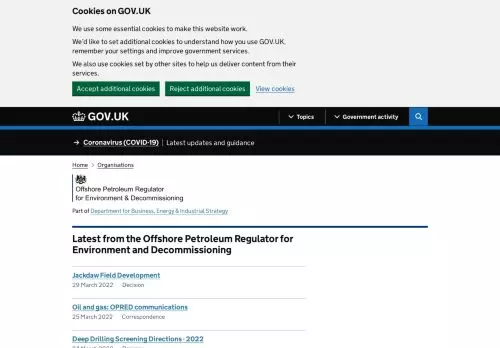 Cookies on GOV.UK
We use some essential cookies to make this website work.
We'd like to set additional cookies to understand how you use GOV.UK,
remember your settings and improve government services.
We also use cookies set by other sites to help us deliver content from their
services.
Accept additional cookies Reject additional cookies View cookies
GOV.UK Topics Government activity
→ Coronavirus (COVID-19) Latest updates and guidance
Home > Organisations
Offshore Petroleum Regulator
for Environment & Decommissioning
Part of Department for Business, Energy & Industrial Strategy
Latest from the Offshore Petroleum Regulator for
Environment and Decommissioning
Jackdaw Field Development
29 March 2022 Decision
Oil and gas: OPRED communications
25 March 2022 Correspondence
Deep Drilling Screening Directions - 2022